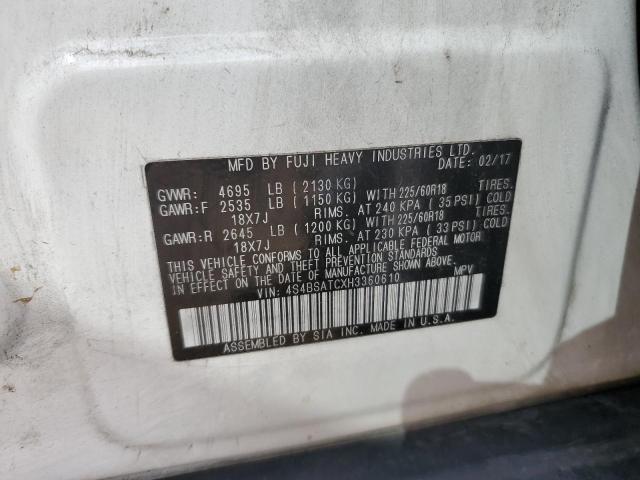 MFD BY FUJI HEAVY INDUSTRIES LTD.
DATE: 02/17
GVWR: 4695 LB (2130 KG)
GAWR:F 2535 LB (1150 KG) WITH 225/60R18 TIRES.
18X7J RIMS. AT 240 KPA (35 PSI) COLD
GAWR:R 2645 LB (1200 KG) WITH 225/60R18 TIRES.
18X7J RIMS. AT 230 KPA (33 PSI) COLD
THIS VEHICLE CONFORMS TO ALL APPLICABLE FEDERAL MOTOR
VEHICLE SAFETY AND THEFT PREVENTION STANDARDS
IN EFFECT ON THE DATE OF MANUFACTURE SHOWN ABOVE.
VIN: 4S4BSATCXH3360610 MPV
ASSEMBLED BY SIA INC. MADE IN U.S.A.